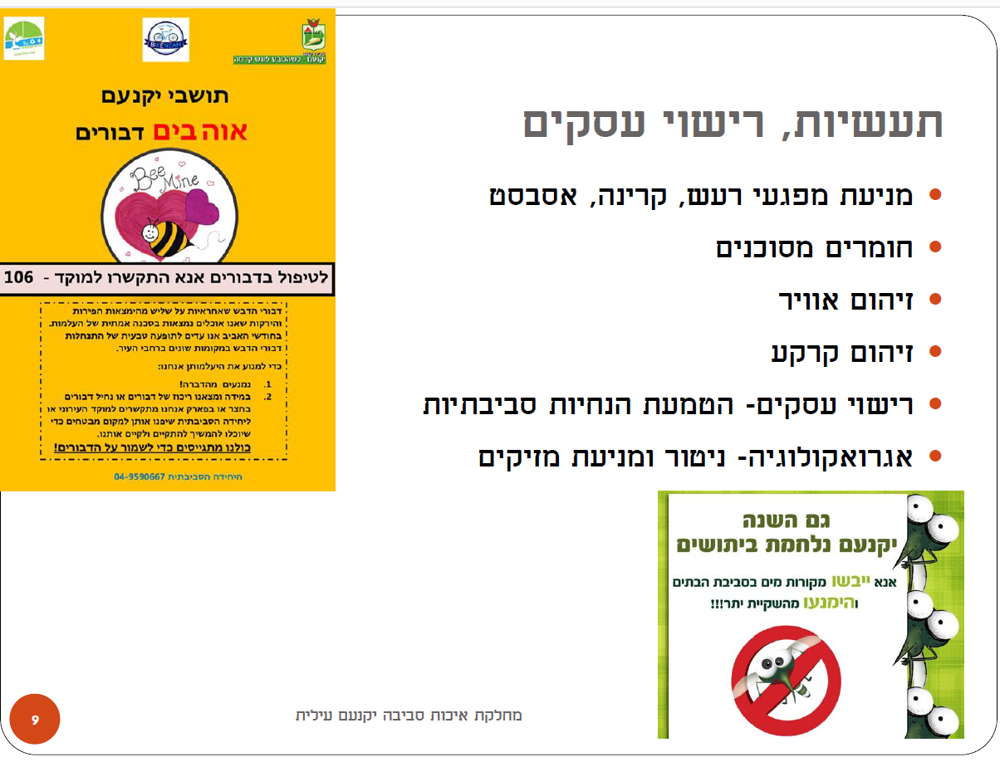 תעשיות, רישוי עסקים
מניעת מפגעי רעש, קרינה, אסבסט
חומרים מסוכנים
זיהום אוויר
זיהום קרקע
רישוי עסקים- הטמעת הנחיות סביבתיות
אגרואקולוגיה- ניטור ומניעת מזיקים
יקנעם - כשהטבע פוגש קדמה
תושבי יקנעם
אוהבים דבורים
Bee
Mine
לטיפול בדבורים אנא התקשרו למוקד - 106
דבורי הדבש שאחראיות על שליש מהימצאות הפירות
והירקות שאנו אוכלים נמצאות בסכנה אמתית של העלמות.
בחודשי האביב אנו עדים לתופעה טבעית של התנחלות
דבורי הדבש במקומות שונים ברחבי העיר.
כדי למנוע את היעלמותן אנחנו:
1. נמנעים מהדברה!
2. במידה ומצאנו ריכוז של דבורים או נחיל דבורים
בחצר או בפארק אנחנו מתקשרים למוקד העירוני או
ליחידה הסביבתית שיפנו אותן למקום מבטחים כדי
שיוכלו להמשיך להתקיים ולקיים אותנו.
כולנו מתגייסים כדי לשמור על הדבורים!
היחידה הסביבתית 04-9590667
גם השנה
יקנעם נלחמת ביתושים
אנא ייבשו מקורות מים בסביבת הבתים
והימנעו מהשקיית יתר!!!
מחלקת איכות סביבה יקנעם עילית
9